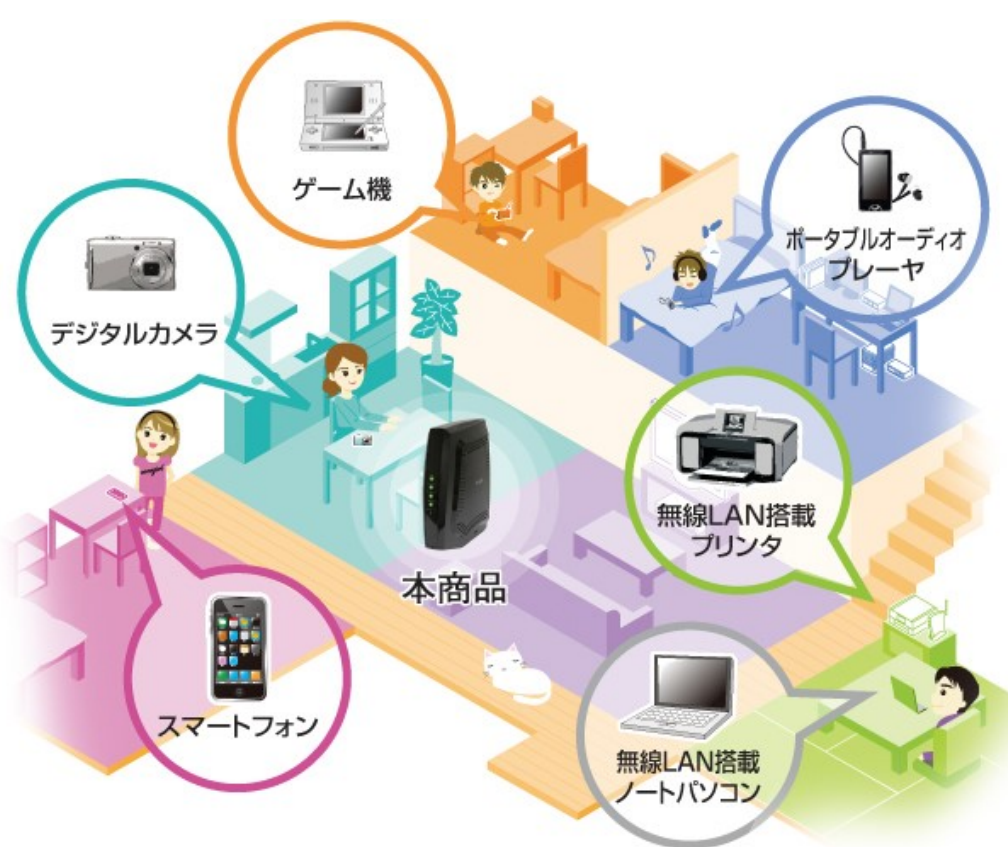 ゲーム機
ポータブルオーディオ
プレーヤ
デジタルカメラ
無線LAN搭載
プリンタ
本商品
スマートフォン
無線LAN搭載
ノートパソコン